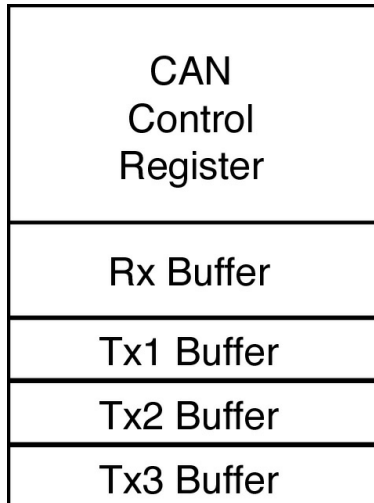 CAN
Control
Register
Rx Buffer
Tx1 Buffer
Tx2 Buffer
Tx3 Buffer